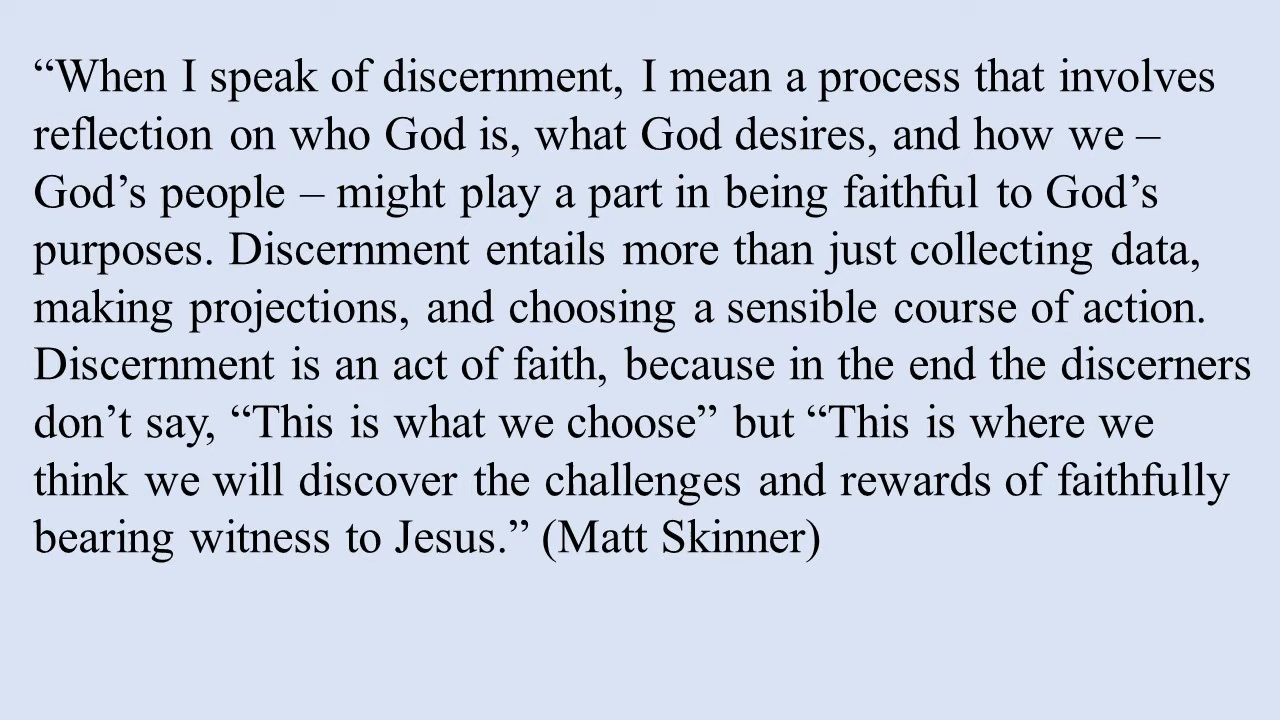 “When I speak of discernment, I mean a process that involves
reflection on who God is, what God desires, and how we –
God’s people – might play a part in being faithful to God’s
purposes. Discernment entails more than just collecting data,
making projections, and choosing a sensible course of action.
Discernment is an act of faith, because in the end the discerners
don’t say, “This is what we choose” but “This is where we
think we will discover the challenges and rewards of faithfully
bearing witness to Jesus.” (Matt Skinner)